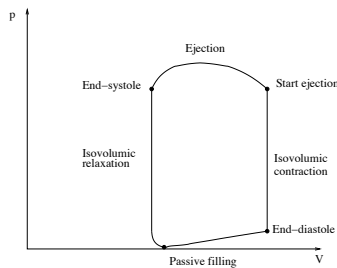 p
Ejection
End-systole
Start ejection
Isovolumic
relaxation
Isovolumic
contraction
End-diastole
Passive filling
V